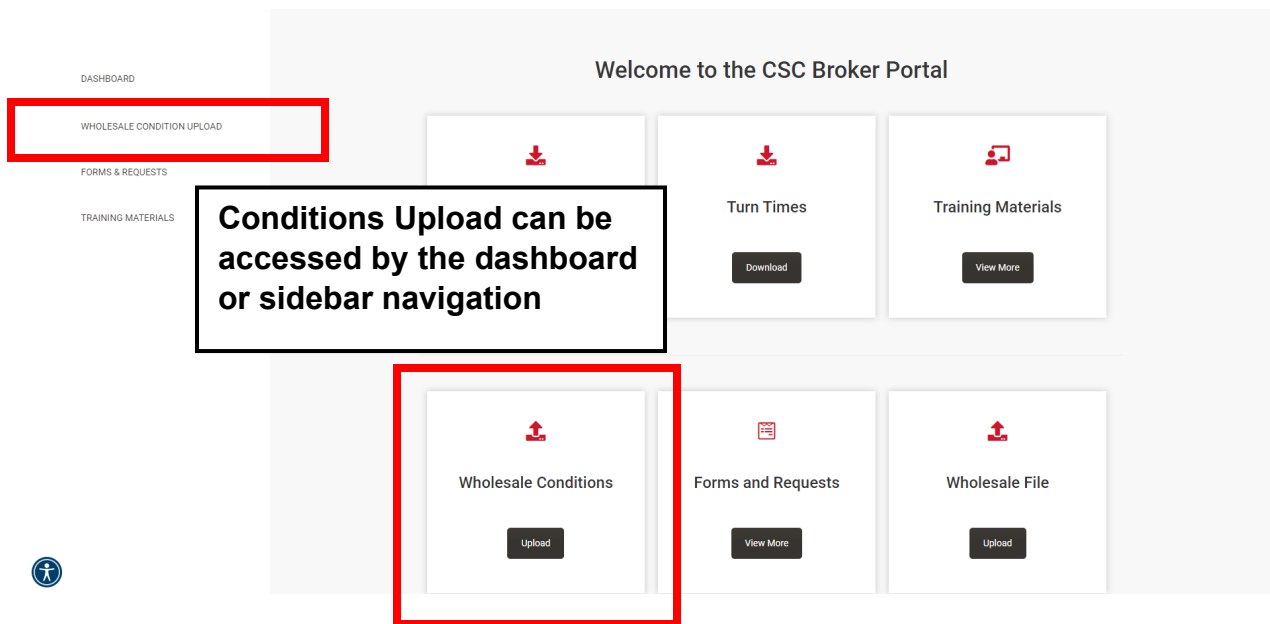 Welcome to the CSC Broker Portal
DASHBOARD
WHOLESALE CONDITION UPLOAD
FORMS & REQUESTS
TRAINING MATERIALS
Conditions Upload can be
accessed by the dashboard
or sidebar navigation
Turn Times
Download
Training Materials
View More
Wholesale Conditions
Upload
Forms and Requests
View More
Wholesale File
Upload